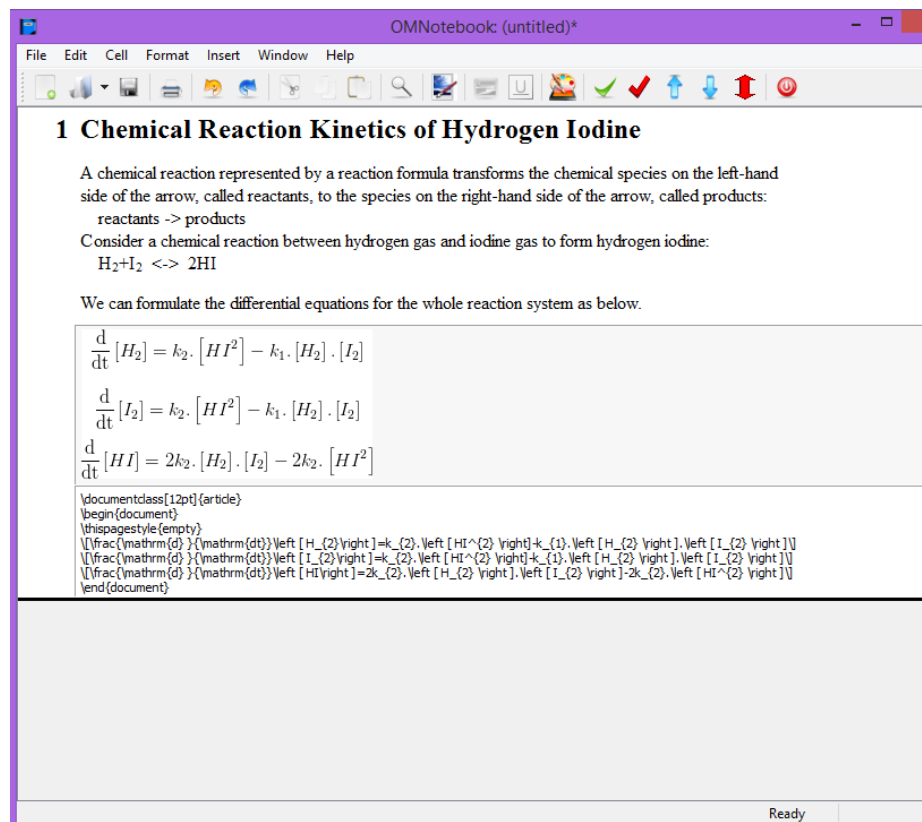 OMNotebook: (untitled)*
File Edit Cell Format Insert Window Help
1 Chemical Reaction Kinetics of Hydrogen Iodine
A chemical reaction represented by a reaction formula transforms the chemical species on the left-hand
side of the arrow, called reactants, to the species on the right-hand side of the arrow, called products:
reactants -> products
Consider a chemical reaction between hydrogen gas and iodine gas to form hydrogen iodine:
H₂+I₂ <-> 2HI
We can formulate the differential equations for the whole reaction system as below.
d/dt [H₂] = k₂. [HI²] − k₁. [H₂] . [I₂]
d/dt [I₂] = k₂. [HI²] − k₁. [H₂] . [I₂]
d/dt [HI] = 2k₂. [H₂] . [I₂] − 2k₂. [HI²]
\documentclass[12pt]{article}
\begin{document}
\thispagestyle{empty}
\[\frac{\mathrm{d} }{\mathrm{dt}}\left [ H_{2}\right ]=k_{2}.\left [ HI^{2} \right]-k_{1}.\left [ H_{2} \right ].\left [ I_{2} \right ]\]
\[\frac{\mathrm{d} }{\mathrm{dt}}\left [ I_{2}\right ]=k_{2}.\left [ HI^{2} \right]-k_{1}.\left [ H_{2} \right ].\left [ I_{2} \right ]\]
\[\frac{\mathrm{d} }{\mathrm{dt}}\left [ HI\right ]=2k_{2}.\left [ H_{2} \right ].\left [ I_{2} \right ]-2k_{2}.\left [ HI^{2} \right ]\]
\end{document}
Ready